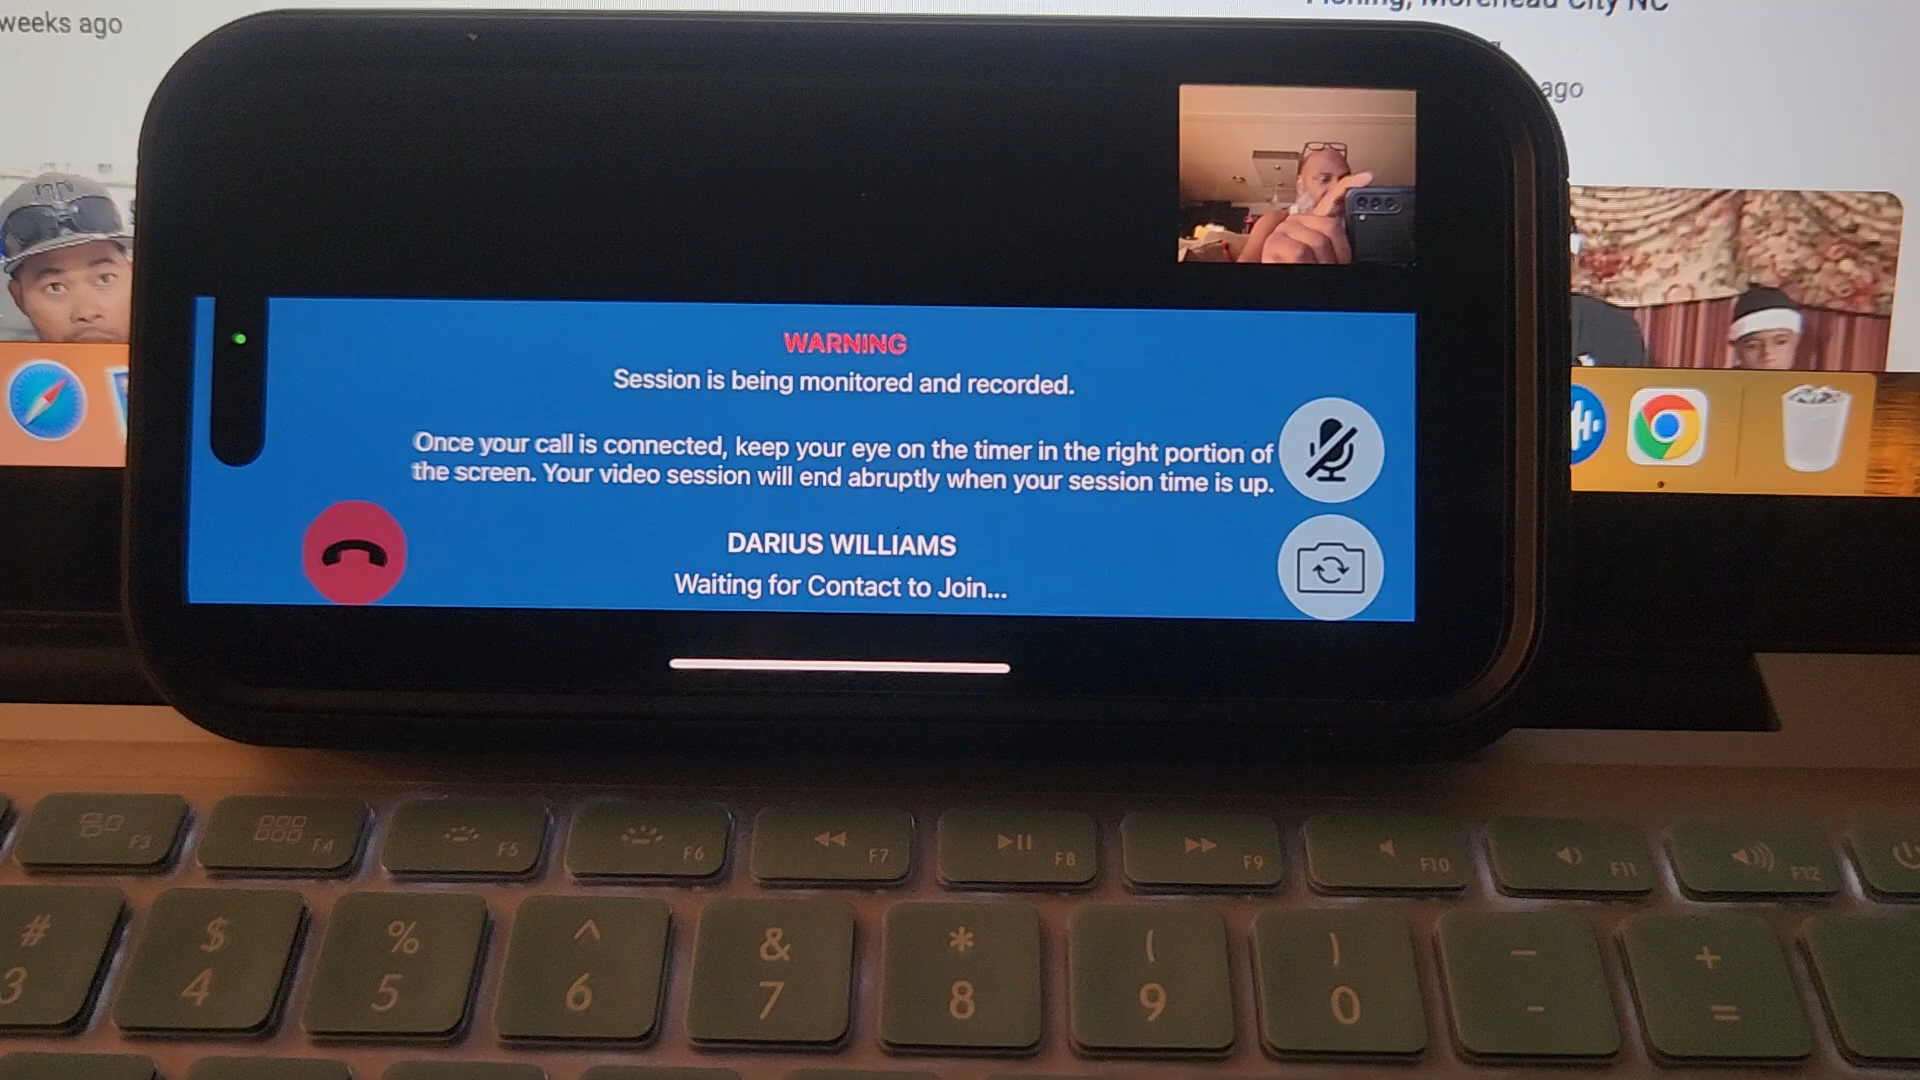 weeks ago
Morehead City NC
ago
WARNING
Session is being monitored and recorded.
Once your call is connected, keep your eye on the timer in the right portion of
the screen. Your video session will end abruptly when your session time is up.
DARIUS WILLIAMS
Waiting for Contact to Join...
F3 F4 F5 F6 F7 F8 F9 F10 F11 F12
# $ % ^ & * ( ) — +
3 4 5 6 7 8 9 0 - =